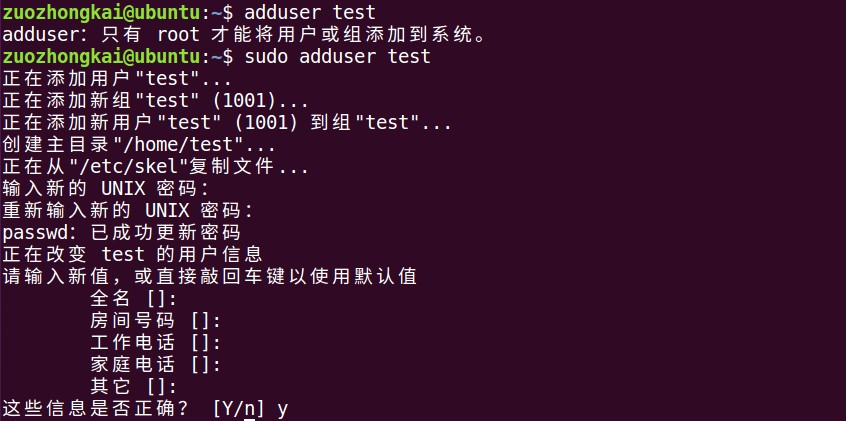 zuozhongkai@ubuntu:~$ adduser test
adduser：只有 root 才能将用户或组添加到系统。
zuozhongkai@ubuntu:~$ sudo adduser test
正在添加用户"test"...
正在添加新组"test" (1001)...
正在添加新用户"test" (1001) 到组"test"...
创建主目录"/home/test"...
正在从"/etc/skel"复制文件...
输入新的 UNIX 密码：
重新输入新的 UNIX 密码：
passwd：已成功更新密码
正在改变 test 的用户信息
请输入新值，或直接敲回车键以使用默认值
全名 []:
房间号码 []:
工作电话 []:
家庭电话 []:
其它 []:
这些信息是否正确？ [Y/n] y